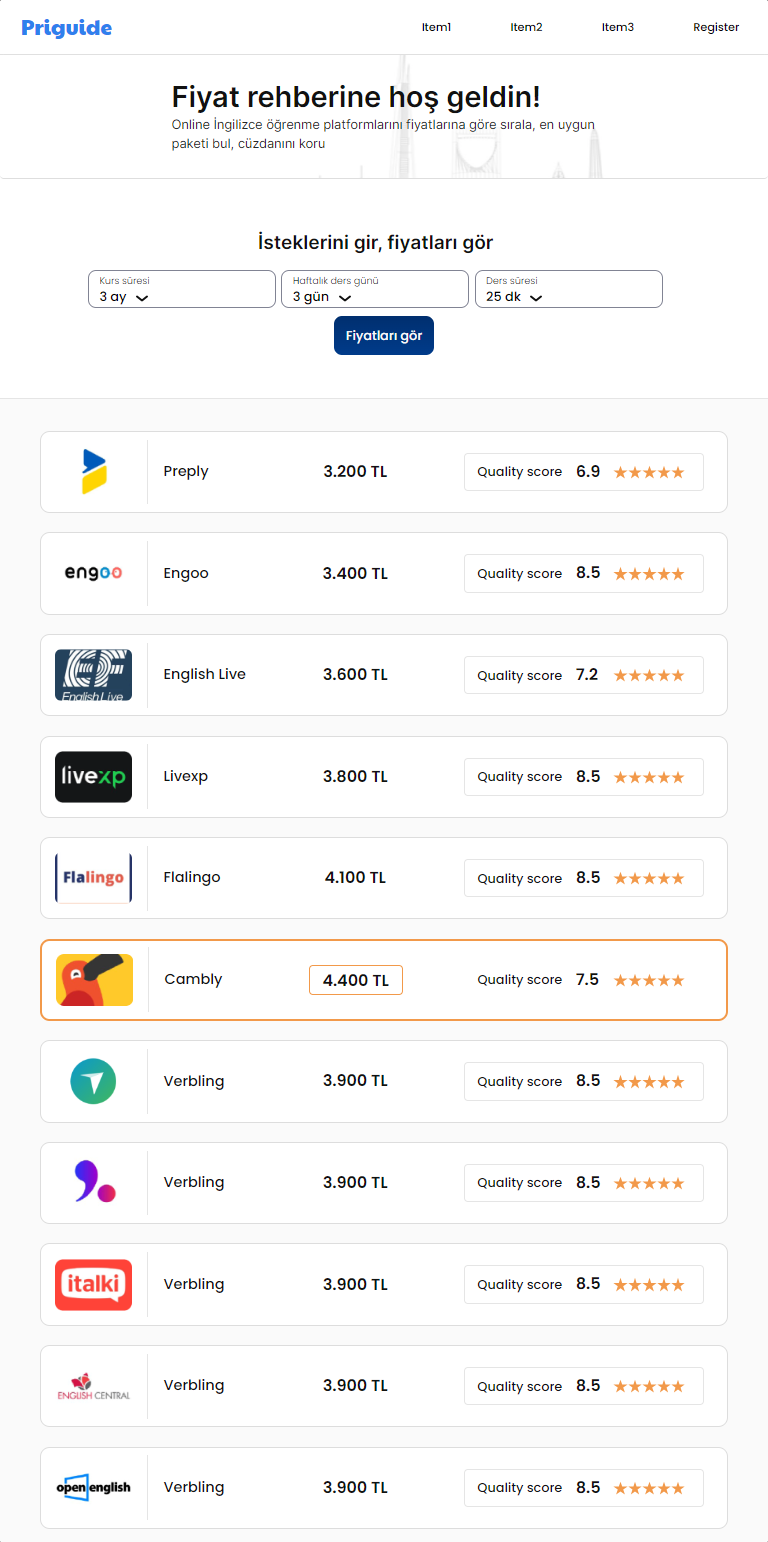 Priguide
Item1 Item2 Item3 Register
Fiyat rehberine hoş geldin!
Online İngilizce öğrenme platformlarını fiyatlarına göre sırala, en uygun
paketi bul, cüzdanını koru
İsteklerini gir, fiyatları gör
Kurs süresi Haftalık ders günü Ders süresi
3 ay 3 gün 25 dk
Fiyatları gör
Preply 3.200 TL Quality score 6.9
engoo Engoo 3.400 TL Quality score 8.5
EF English Live English Live 3.600 TL Quality score 7.2
livexp Livexp 3.800 TL Quality score 8.5
Flalingo Flalingo 4.100 TL Quality score 8.5
Cambly 4.400 TL Quality score 7.5
Verbling 3.900 TL Quality score 8.5
Verbling 3.900 TL Quality score 8.5
italki Verbling 3.900 TL Quality score 8.5
ENGLISH CENTRAL Verbling 3.900 TL Quality score 8.5
openenglish Verbling 3.900 TL Quality score 8.5